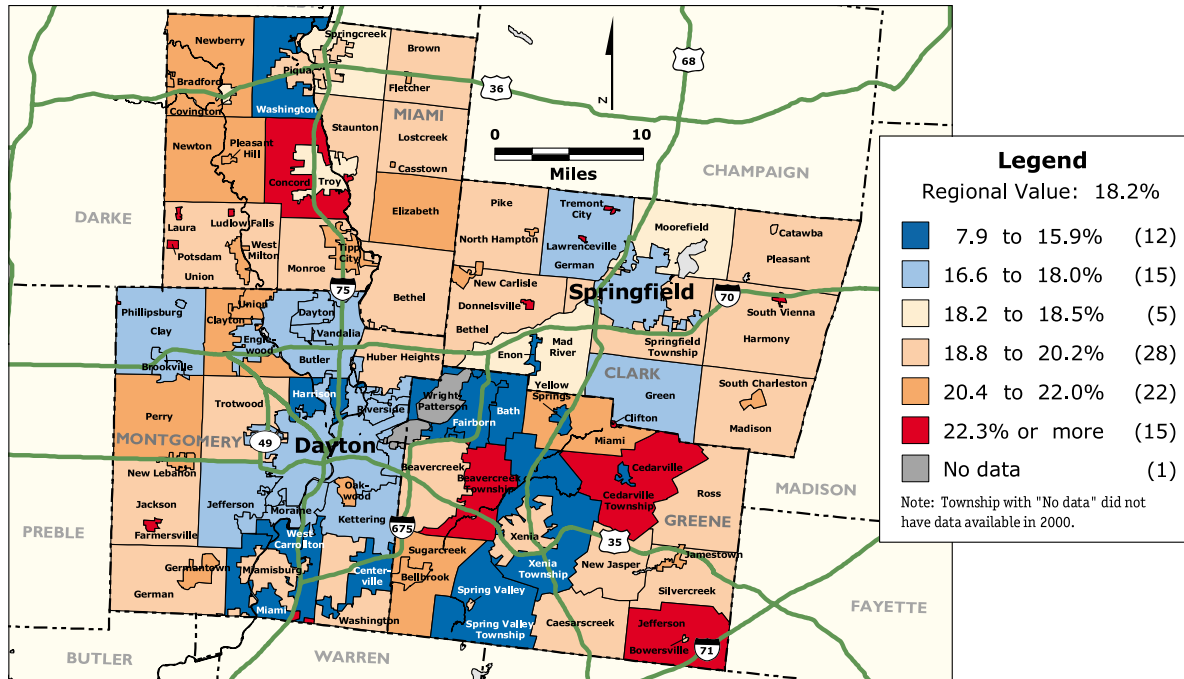 Newberry
Springcreek
Brown
68
Piqua
Bradford
Fletcher
36
Covington
Washington
MIAMI
N
Staunton
Lostcreek
0 10
Miles
Newton
Pleasant
Hill
Casstown
CHAMPAIGN
Concord
Troy
DARKE
Elizabeth
Pike
Tremont
City
Laura
Ludlow Falls
Moorefield
Catawba
North Hampton
Lawrenceville
West
Milton
Tipp
City
German
Pleasant
Potsdam
Union
Monroe
New Carlisle
75
Springfield
70
Bethel
Donnelsville
Phillipsburg
Clay
Union
Clayton
Dayton
Vandalia
South Vienna
Bethel
Engle-
wood
Butler
Huber Heights
Enon
Mad
River
Springfield
Township
Harmony
Brookville
CLARK
Harrison
Wright-
Patterson
Yellow
Springs
South Charleston
Green
Trotwood
Riverside
Bath
Fairborn
Clifton
Perry
Madison
MONTGOMERY
49
Dayton
Miami
Beavercreek
Cedarville
New Lebanon
Beavercreek
Township
Oak-
wood
Cedarville
Township
Ross
MADISON
Jackson
Jefferson
Moraine
Kettering
GREENE
PREBLE
Farmersville
West
Carrollton
675
Xenia
35
Sugarcreek
Jamestown
Germantown
Miamisburg
Center-
ville
Bellbrook
Xenia
Township
New Jasper
German
Spring Valley
Silvercreek
Miami
FAYETTE
Washington
Spring Valley
Township
Caesarscreek
Jefferson
Bowersville
71
BUTLER
WARREN
Legend
Regional Value: 18.2%
7.9 to 15.9% (12)
16.6 to 18.0% (15)
18.2 to 18.5% (5)
18.8 to 20.2% (28)
20.4 to 22.0% (22)
22.3% or more (15)
No data (1)
Note: Township with "No data" did not
have data available in 2000.